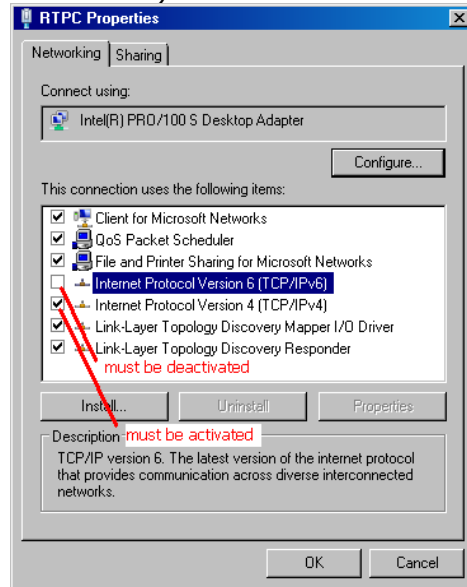 RTPC Properties
Networking
Sharing
Connect using:
Intel(R) PRO/100 S Desktop Adapter
Configure...
This connection uses the following items:
Client for Microsoft Networks
QoS Packet Scheduler
File and Printer Sharing for Microsoft Networks
Internet Protocol Version 6 (TCP/IPv6)
Internet Protocol Version 4 (TCP/IPv4)
Link-Layer Topology Discovery Mapper I/O Driver
Link-Layer Topology Discovery Responder
must be deactivated
Install...
Uninstall
Properties
Description
must be activated
TCP/IP version 6. The latest version of the internet protocol
that provides communication across diverse interconnected
networks.
OK
Cancel